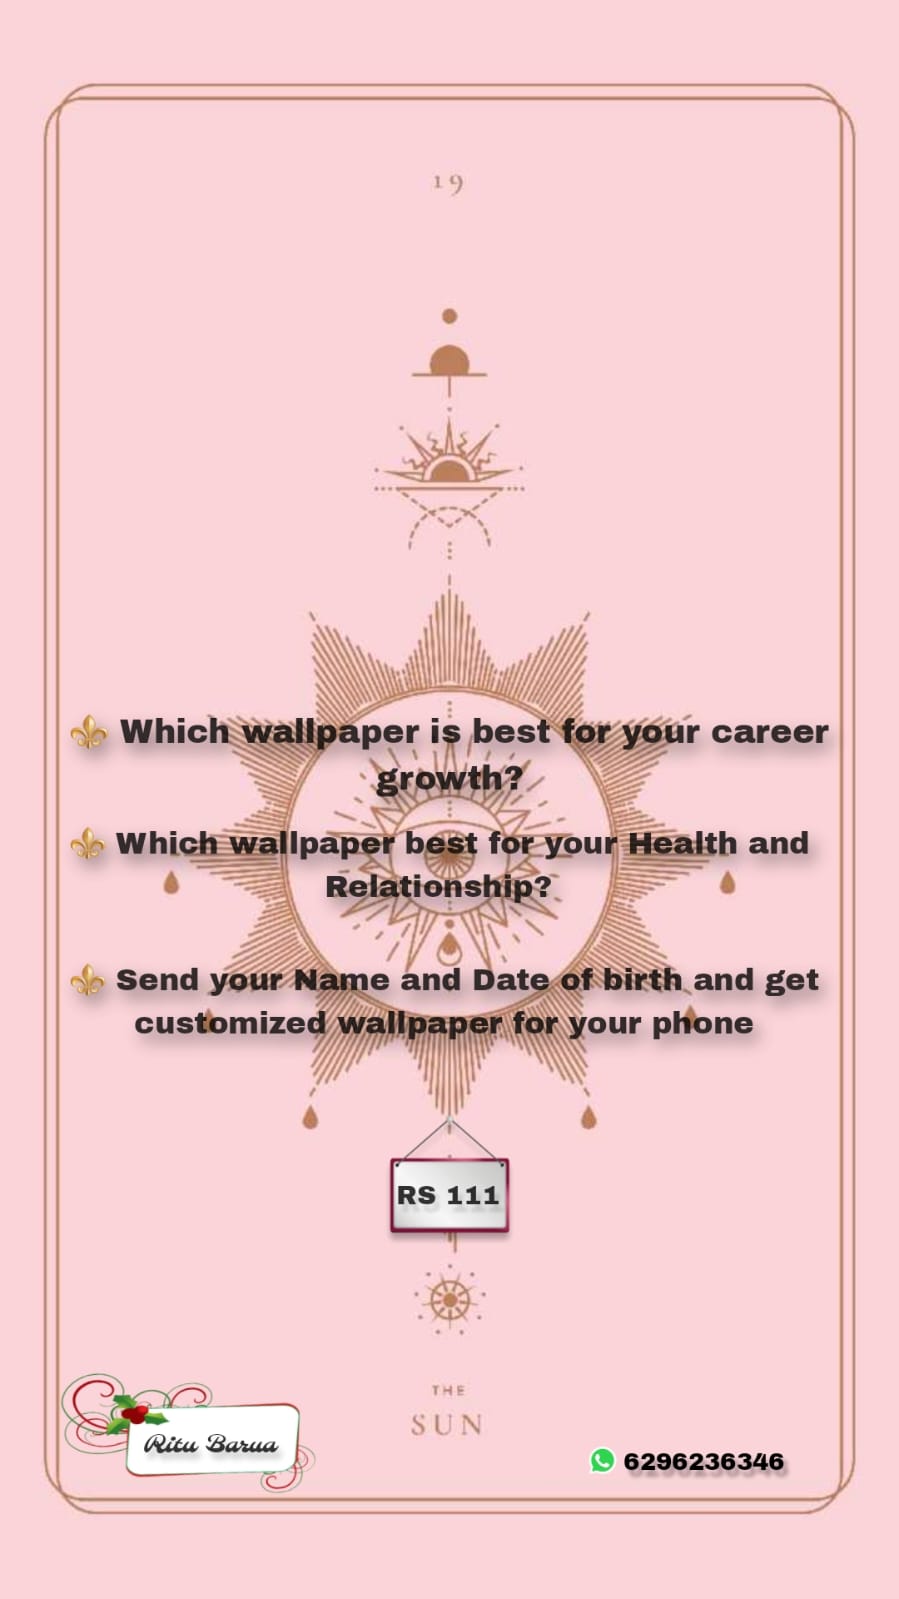 19
⚜️ Which wallpaper is best for your career
growth?
⚜️ Which wallpaper best for your Health and
Relationship?
⚜️ Send your Name and Date of birth and get
customized wallpaper for your phone
RS 111
THE
SUN
Ritu Barua
6296236346